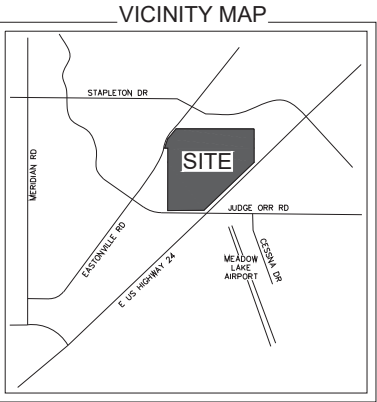 VICINITY MAP
STAPLETON DR
MERIDIAN RD
SITE
JUDGE ORR RD
EASTONVILLE RD
E US HIGHWAY 24
MEADOW
LAKE
AIRPORT
CESSNA DR